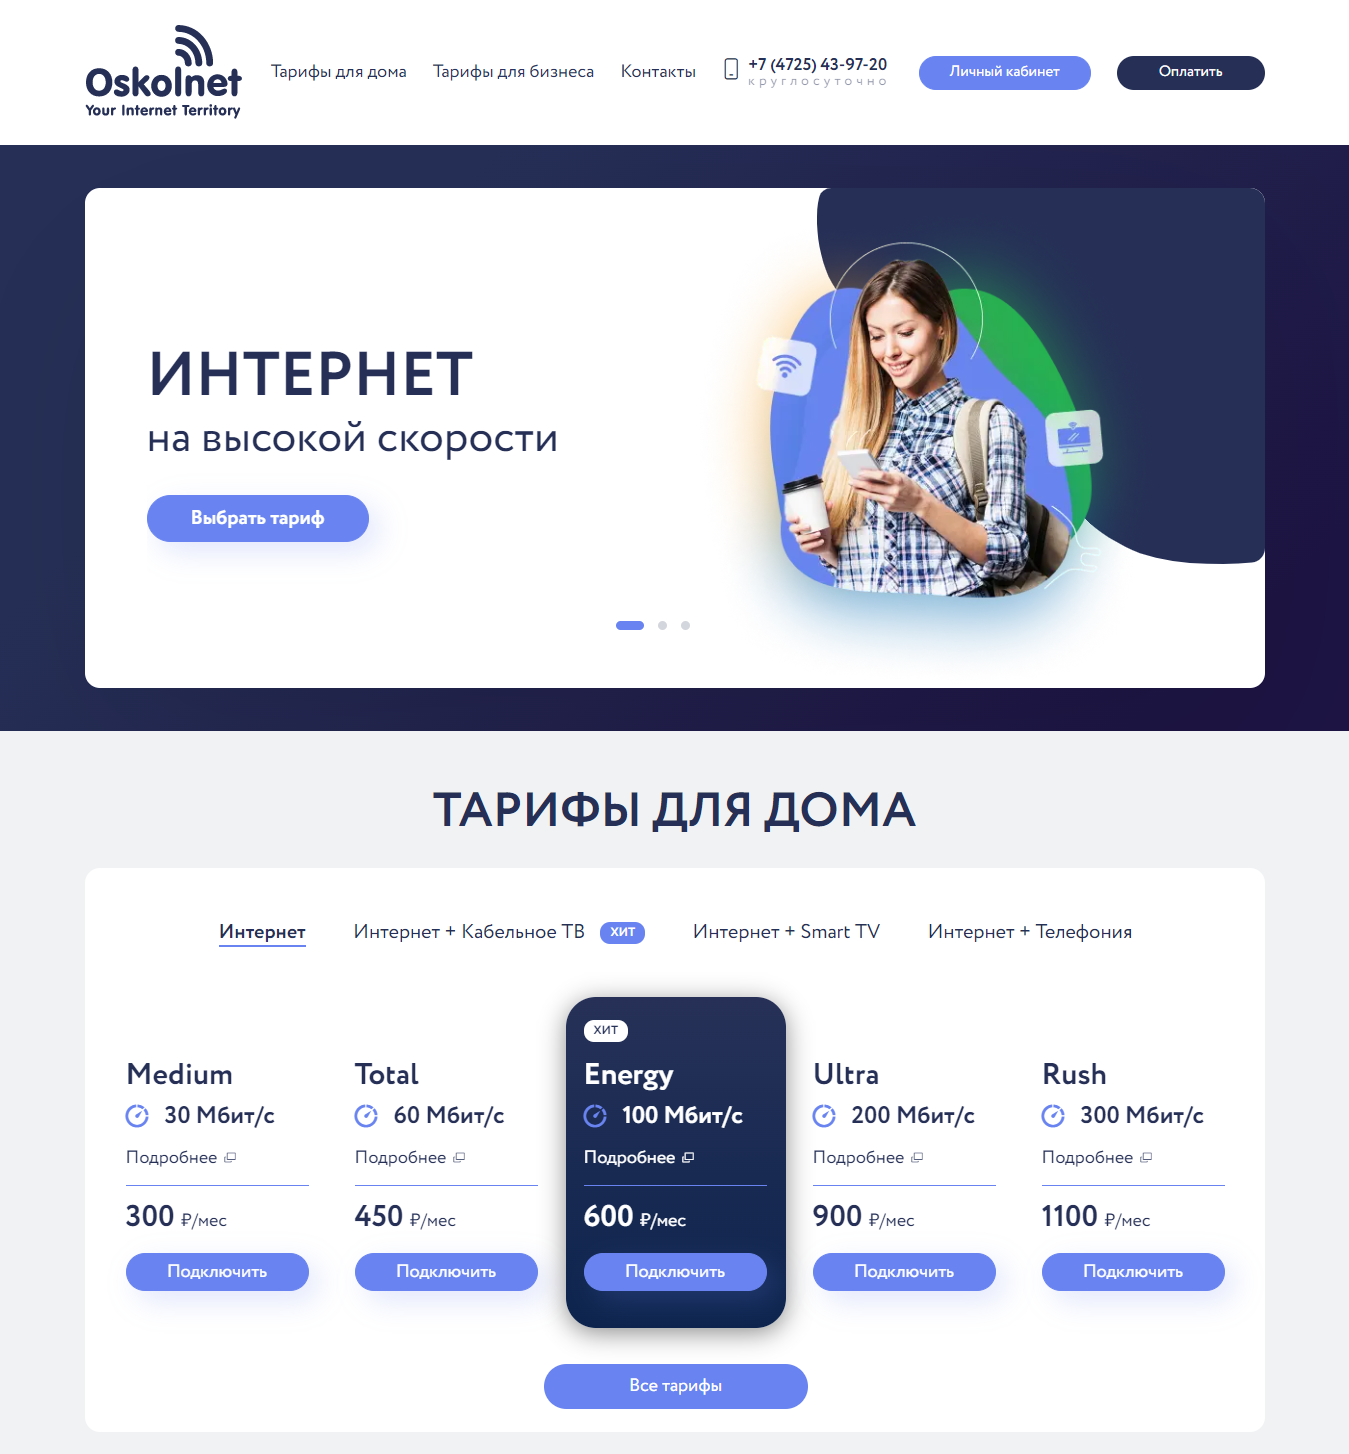 Oskolnet
Your Internet Territory
Тарифы для дома
Тарифы для бизнеса
Контакты
+7 (4725) 43-97-20
круглосуточно
Личный кабинет
Оплатить
ИНТЕРНЕТ
на высокой скорости
Выбрать тариф
ТАРИФЫ ДЛЯ ДОМА
Интернет
Интернет + Кабельное ТВ
ХИТ
Интернет + Smart TV
Интернет + Телефония
Medium
30 Мбит/с
Подробнее
300 ₽/мес
Подключить
Total
60 Мбит/с
Подробнее
450 ₽/мес
Подключить
ХИТ
Energy
100 Мбит/с
Подробнее
600 ₽/мес
Подключить
Ultra
200 Мбит/с
Подробнее
900 ₽/мес
Подключить
Rush
300 Мбит/с
Подробнее
1100 ₽/мес
Подключить
Все тарифы